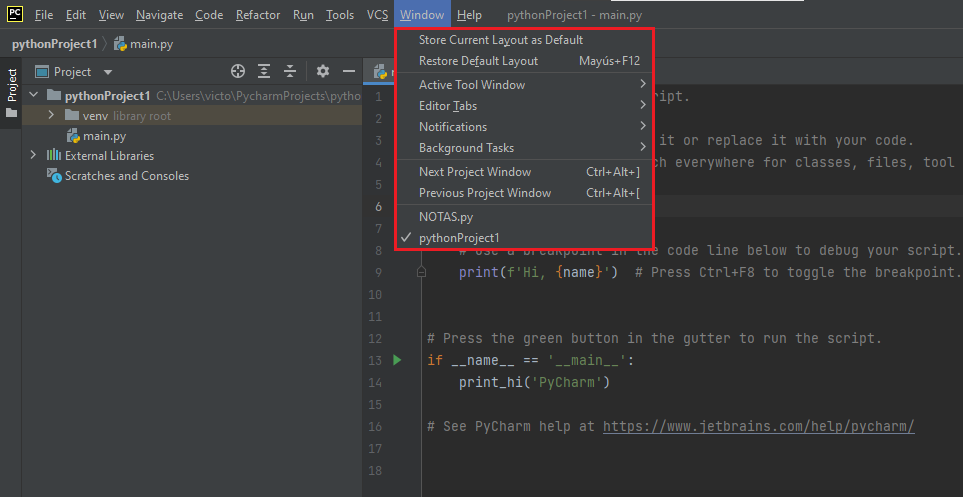 PC File Edit View Navigate Code Refactor Run Tools VCS Window Help pythonProject1 - main.py
pythonProject1 main.py
Project
Project
pythonProject1 C:\Users\victo\PycharmProjects\pytho
venv library root
main.py
External Libraries
Scratches and Consoles
Store Current Layout as Default
Restore Default Layout Mayús+F12
Active Tool Window
Editor Tabs
Notifications
Background Tasks
Next Project Window Ctrl+Alt+]
Previous Project Window Ctrl+Alt+[
NOTAS.py
pythonProject1
1 ript.
2
3 it or replace it with your code.
4 ch everywhere for classes, files, tool
5
6
7
8 # Use a breakpoint in the code line below to debug your script.
9 print(f'Hi, {name}') # Press Ctrl+F8 to toggle the breakpoint.
10
11
12 # Press the green button in the gutter to run the script.
13 if __name__ == '__main__':
14 print_hi('PyCharm')
15
16 # See PyCharm help at https://www.jetbrains.com/help/pycharm/
17
18